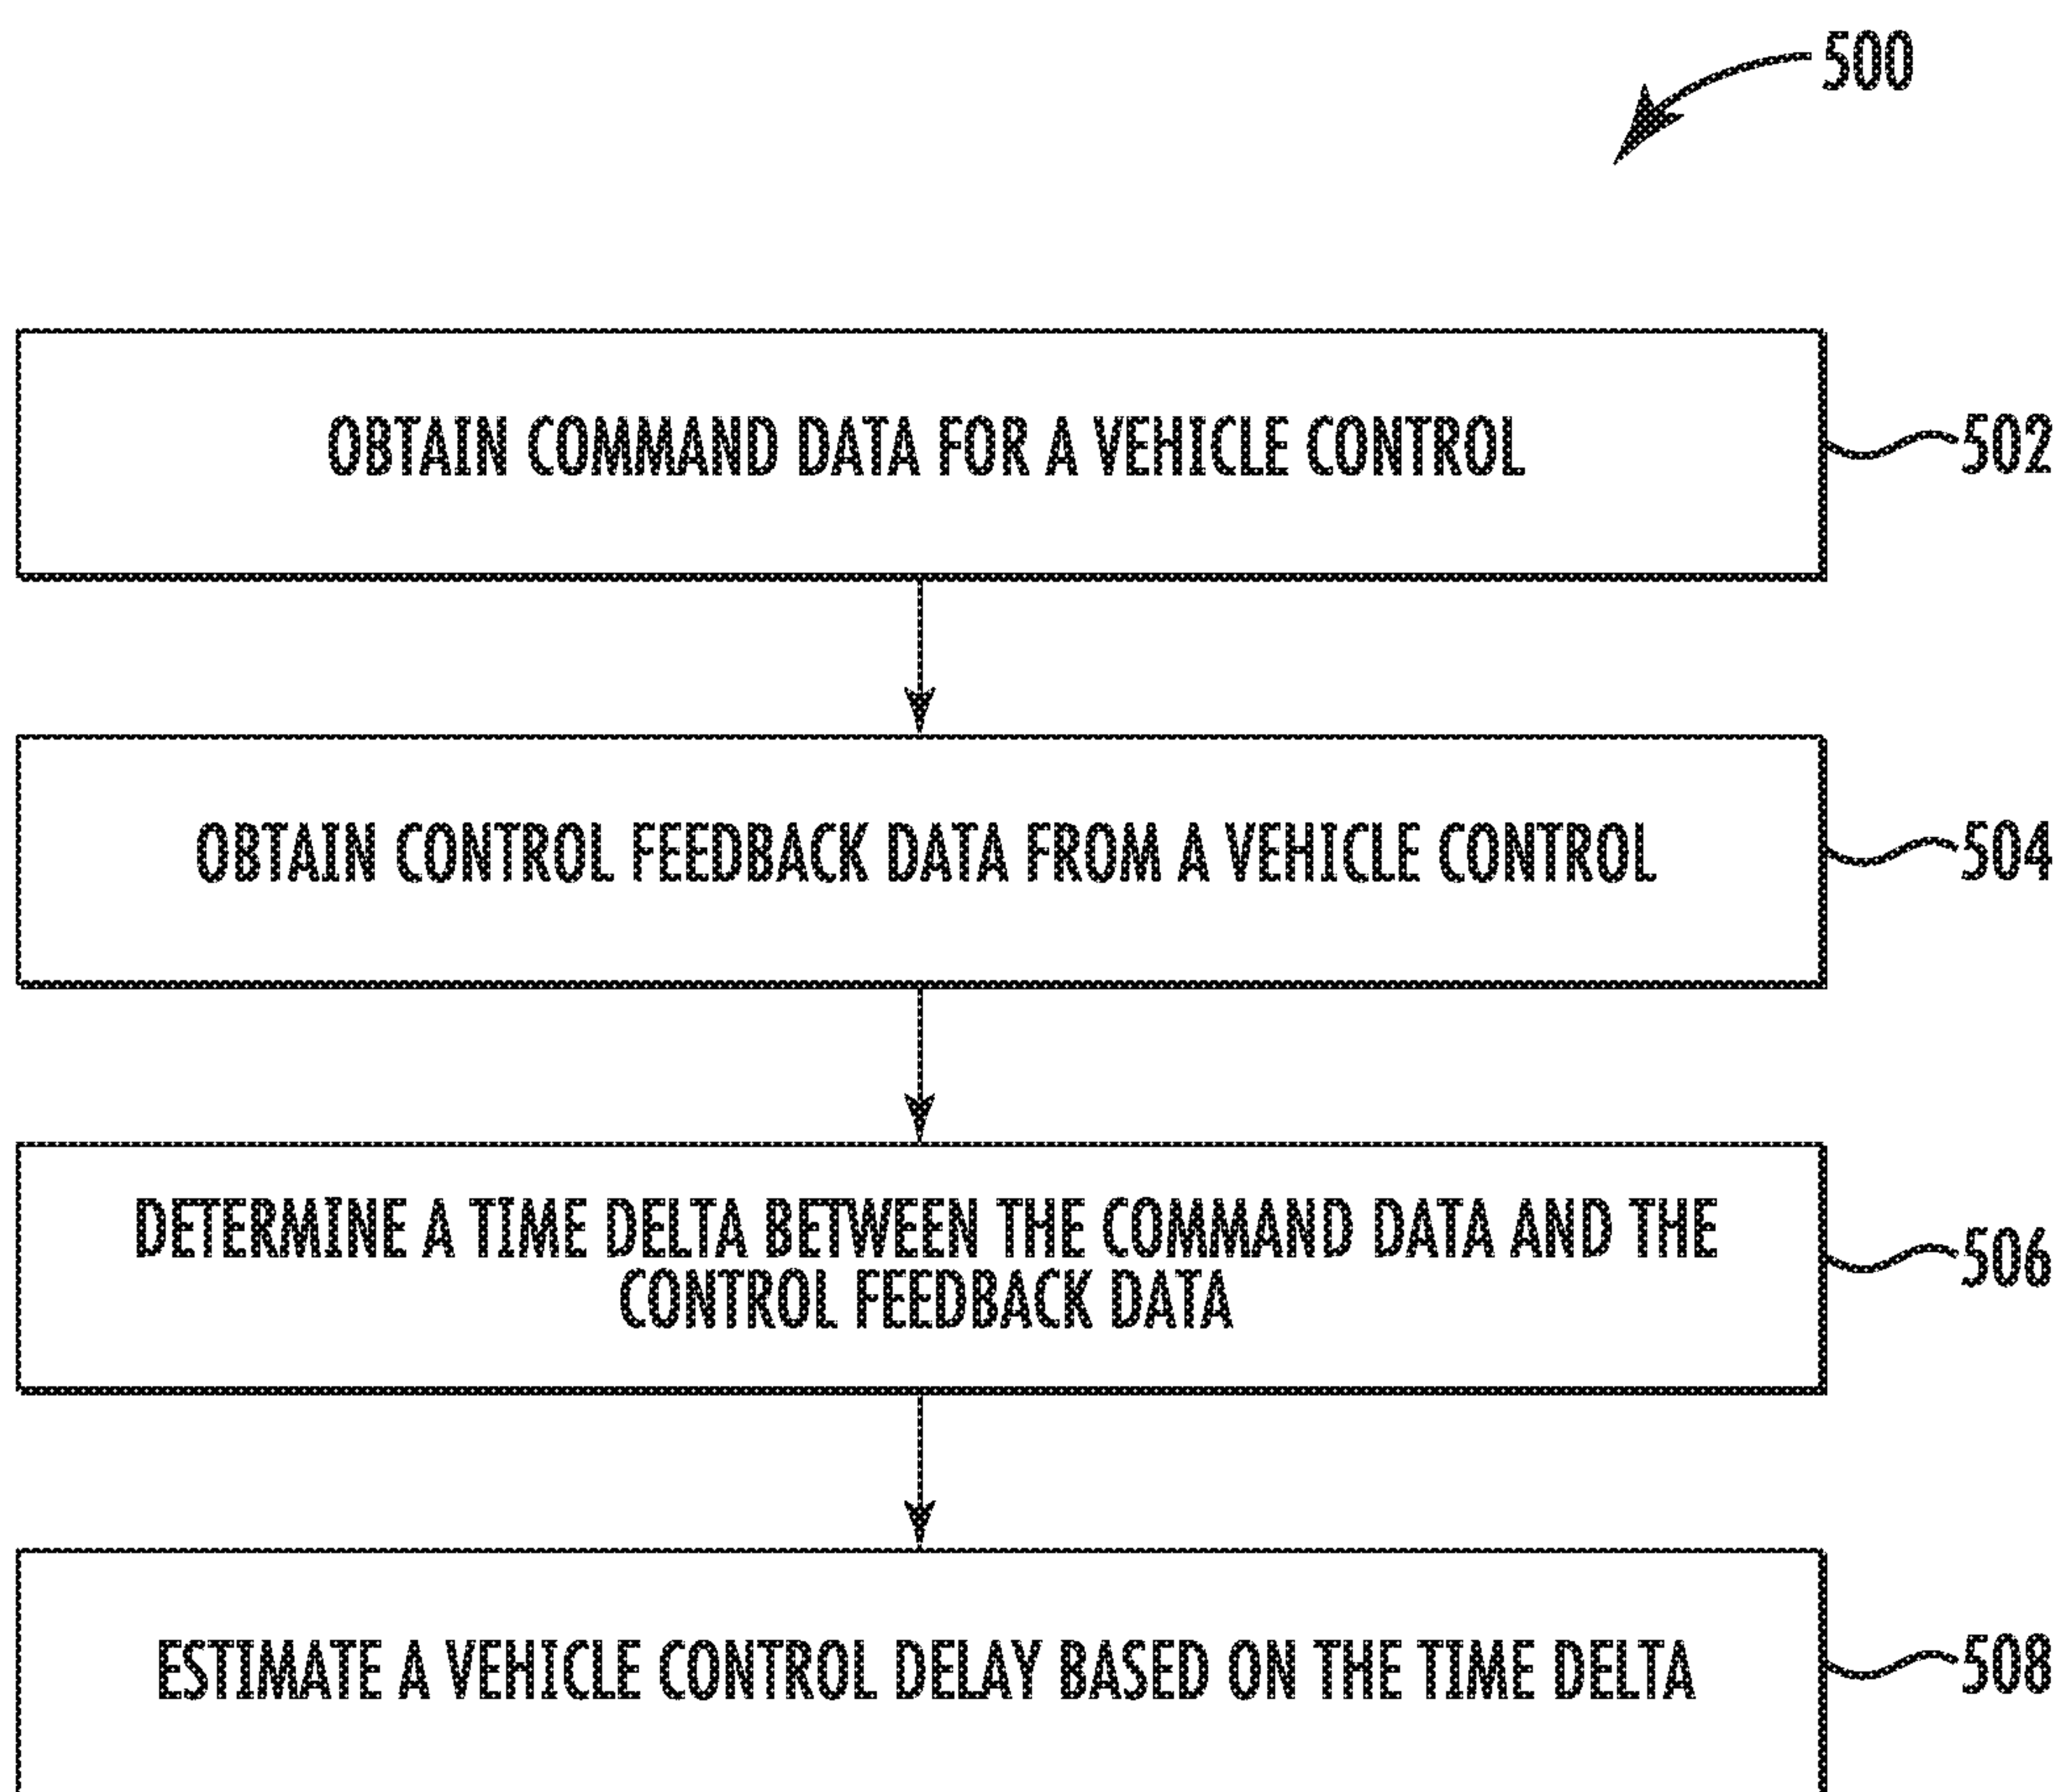 500
OBTAIN COMMAND DATA FOR A VEHICLE CONTROL
502
OBTAIN CONTROL FEEDBACK DATA FROM A VEHICLE CONTROL
504
DETERMINE A TIME DELTA BETWEEN THE COMMAND DATA AND THE
CONTROL FEEDBACK DATA
506
ESTIMATE A VEHICLE CONTROL DELAY BASED ON THE TIME DELTA
508